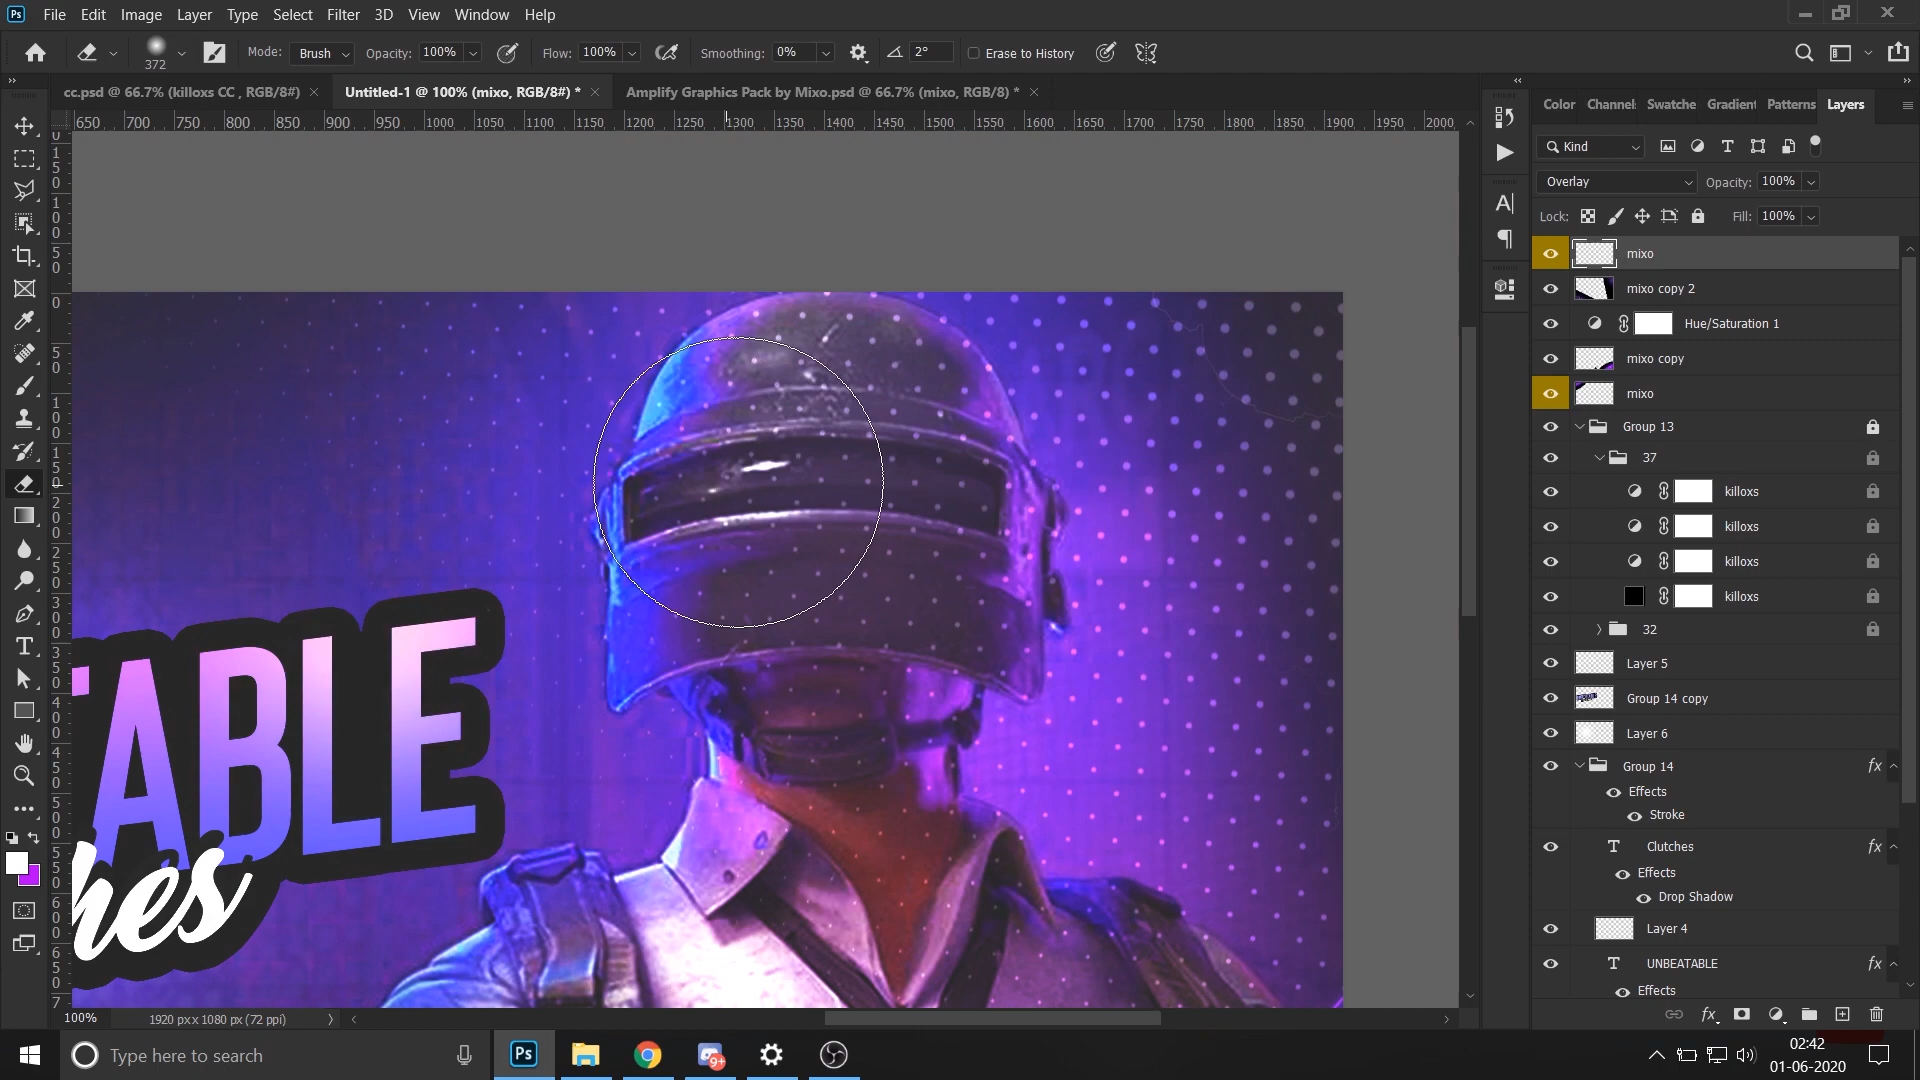 Ps File Edit Image Layer Type Select Filter 3D View Window Help
372 Mode: Brush Opacity: 100% Flow: 100% Smoothing: 0% 2° Erase to History
cc.psd @ 66.7% (killoxs CC , RGB/8#) × Untitled-1 @ 100% (mixo, RGB/8#) * × Amplify Graphics Pack by Mixo.psd @ 66.7% (mixo, RGB/8) * ×
Color Channel Swatche Gradient Patterns Layers
650 700 750 800 850 900 950 1000 1050 1100 1150 1200 1250 1300 1350 1400 1450 1500 1550 1600 1650 1700 1750 1800 1850 1900 1950 2000
Kind
Overlay Opacity: 100%
Lock: Fill: 100%
mixo
mixo copy 2
Hue/Saturation 1
mixo copy
mixo
Group 13
37
killoxs
killoxs
killoxs
killoxs
32
Layer 5
Group 14 copy
Layer 6
Group 14 fx
Effects
Stroke
Clutches fx
Effects
Drop Shadow
Layer 4
UNBEATABLE fx
Effects
TABLE
hes
100% 1920 px x 1080 px (72 ppi)
Type here to search
Ps
9+
02:42
01-06-2020